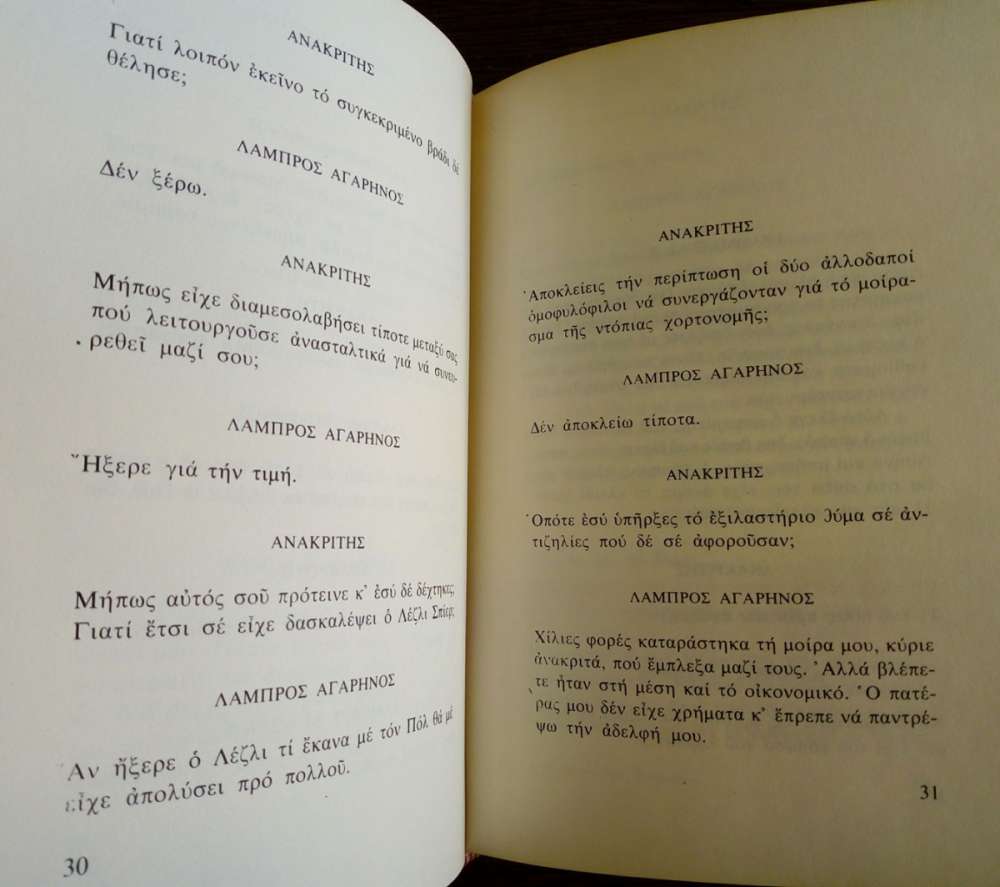 ΑΝΑΚΡΙΤΗΣ
Γιατί λοιπόν ἐκεῖνο τό συγκεκριμένο βράδι δέ
θέλησε;
ΛΑΜΠΡΟΣ ΑΓΑΡΗΝΟΣ
Δέν ξέρω.
ΑΝΑΚΡΙΤΗΣ
Μήπως εἶχε διαμεσολαβήσει τίποτε μεταξύ σας
πού λειτουργοῦσε ἀνασταλτικά γιά νά συνευ-
ρεθεῖ μαζί σου;
ΛΑΜΠΡΟΣ ΑΓΑΡΗΝΟΣ
Ἤξερε γιά τήν τιμή.
ΑΝΑΚΡΙΤΗΣ
Μήπως αὐτός σοῦ πρότεινε κ' ἐσύ δέ δέχτηκες;
Γιατί ἔτσι σέ εἶχε δασκαλέψει ὁ Λέζλι Σπίερ;
ΛΑΜΠΡΟΣ ΑΓΑΡΗΝΟΣ
Ἄν ἤξερε ὁ Λέζλι τί ἔκανα μέ τόν Πόλ θά μέ
εἶχε ἀπολύσει πρό πολλοῦ.
30
ΑΝΑΚΡΙΤΗΣ
Ἀποκλείεις τήν περίπτωση οἱ δύο ἀλλοδαποί
ὁμοφυλόφιλοι νά συνεργάζονταν γιά τό μοίρα-
σμα τῆς ντόπιας χορτονομῆς;
ΛΑΜΠΡΟΣ ΑΓΑΡΗΝΟΣ
Δέν ἀποκλείω τίποτα.
ΑΝΑΚΡΙΤΗΣ
Ὁπότε ἐσύ ὑπῆρξες τό ἐξιλαστήριο θύμα σέ ἀν-
τιζηλίες πού δέ σέ ἀφοροῦσαν;
ΛΑΜΠΡΟΣ ΑΓΑΡΗΝΟΣ
Χίλιες φορές καταράστηκα τή μοίρα μου, κύριε
ἀνακριτά, πού ἔμπλεξα μαζί τους. Ἀλλά βλέπε-
τε ἦταν στή μέση καί τό οἰκονομικό. Ὁ πατέ-
ρας μου δέν εἶχε χρήματα κ' ἔπρεπε νά παντρέ-
ψω τήν ἀδελφή μου.
31